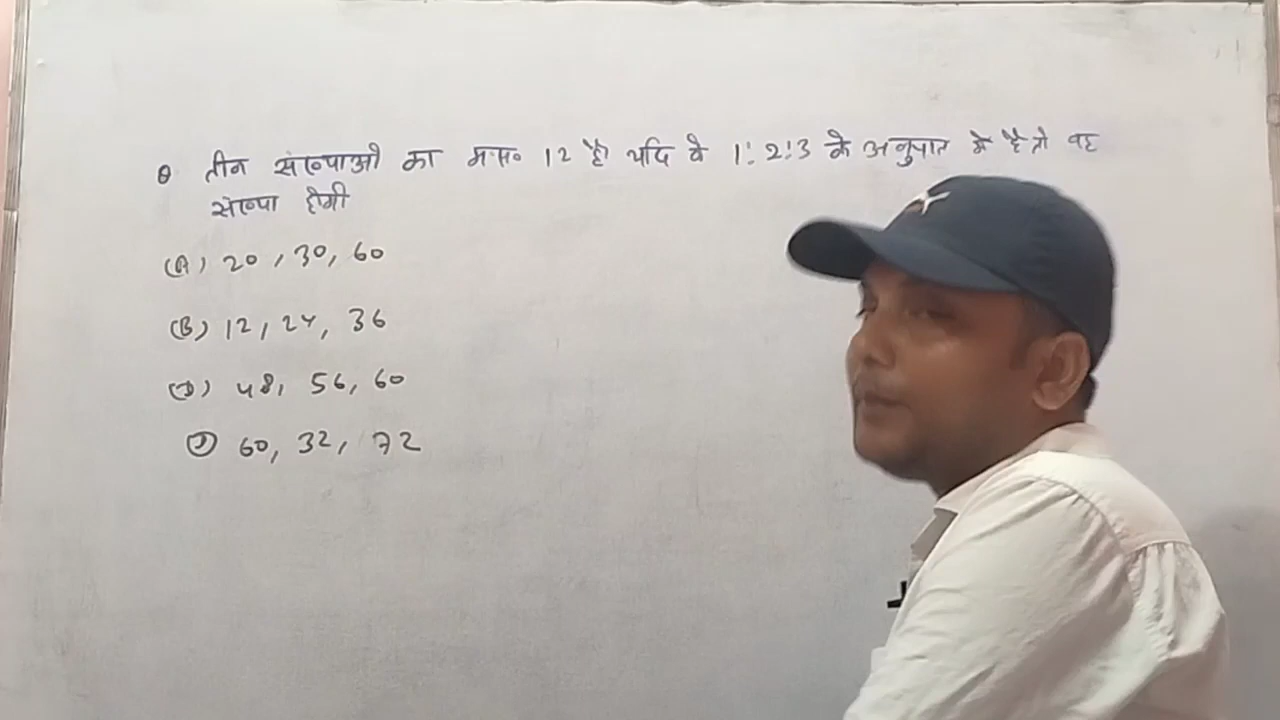 Q तीन संख्याओ का म.स. 12 है। यदि वे 1:2:3 के अनुपात मे है तो वह
संख्या होगी
(A) 20, 30, 60
(B) 12, 24, 36
48, 56, 60
60, 32, 72